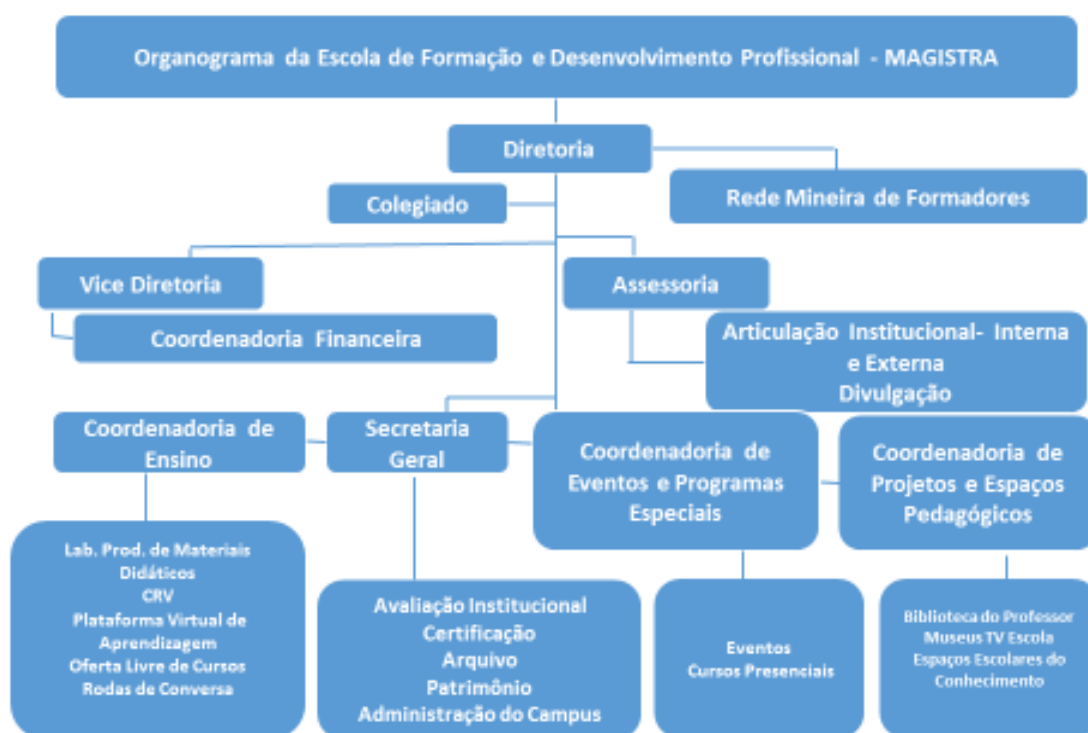 Organograma da Escola de Formação e Desenvolvimento Profissional - MAGISTRA
Diretoria
Rede Mineira de Formadores
Colegiado
Vice Diretoria
Assessoria
Coordenadoria Financeira
Articulação Institucional- Interna
e Externa
Divulgação
Coordenadoria de
Ensino
Secretaria
Geral
Coordenadoria de
Eventos e Programas
Especiais
Coordenadoria de
Projetos e Espaços
Pedagógicos
Lab. Prod. de Materiais
Didáticos
CRV
Plataforma Virtual de
Aprendizagem
Oferta Livre de Cursos
Rodas de Conversa
Avaliação Institucional
Certificação
Arquivo
Patrimônio
Administração do Campus
Eventos
Cursos Presenciais
Biblioteca do Professor
Museus TV Escola
Espaços Escolares do
Conhecimento